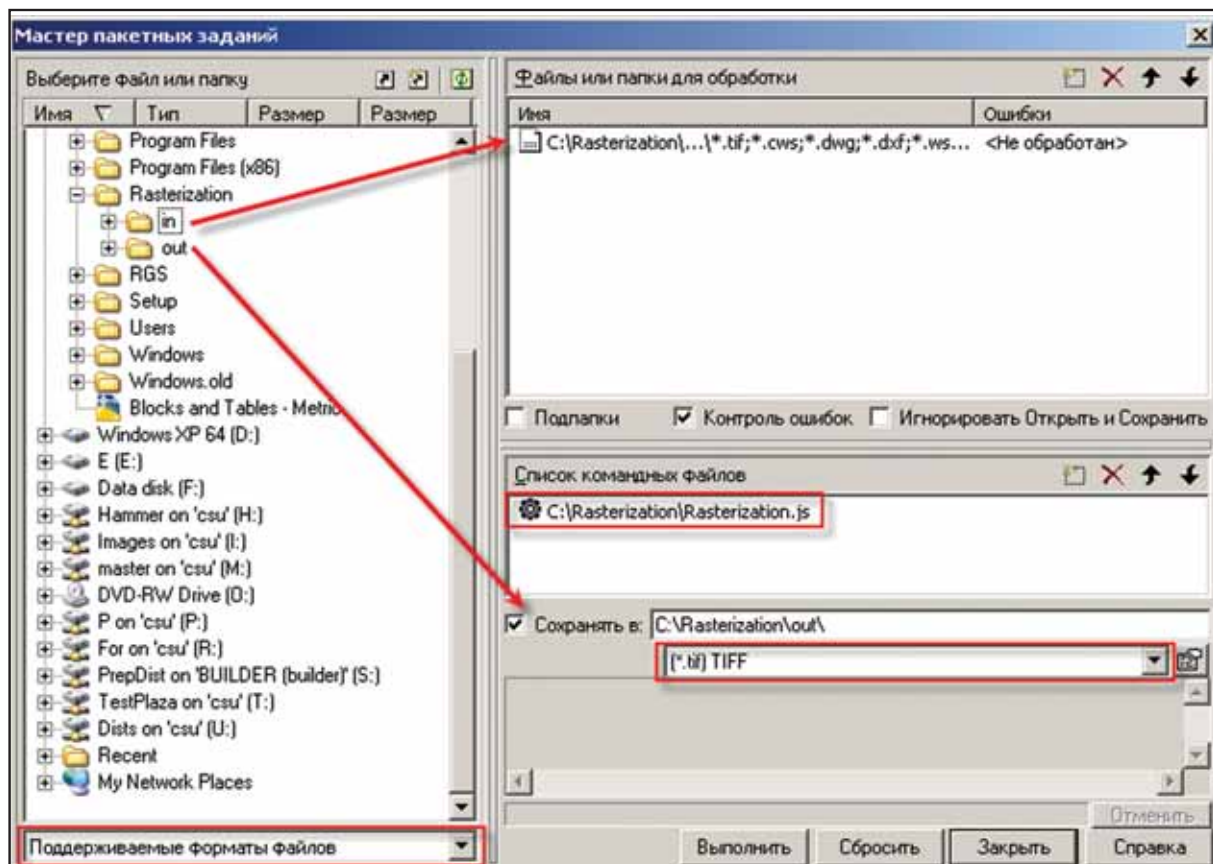 Мастер пакетных заданий
Выберите файл или папку
Имя Тип Размер Размер
Program Files
Program Files (x86)
Rasterization
in
out
RGS
Setup
Users
Windows
Windows.old
Blocks and Tables - Metric
Windows XP 64 (D:)
E (E:)
Data disk (F:)
Hammer on 'csu' (H:)
Images on 'csu' (I:)
master on 'csu' (M:)
DVD-RW Drive (O:)
P on 'csu' (P:)
For on 'csu' (R:)
PrepDist on 'BUILDER (builder)' (S:)
TestPlaza on 'csu' (T:)
Dists on 'csu' (U:)
Recent
My Network Places
Поддерживаемые форматы файлов
Файлы или папки для обработки
Имя Ошибки
C:\Rasterization\...\*.tif;*.cws;*.dwg;*.dxf;*.ws... <Не обработан>
Подпапки Контроль ошибок Игнорировать Открыть и Сохранить
Список командных файлов
C:\Rasterization\Rasterization.js
Сохранять в: C:\Rasterization\out\
(*.tif) TIFF
Отменить
Выполнить Сбросить Закрыть Справка